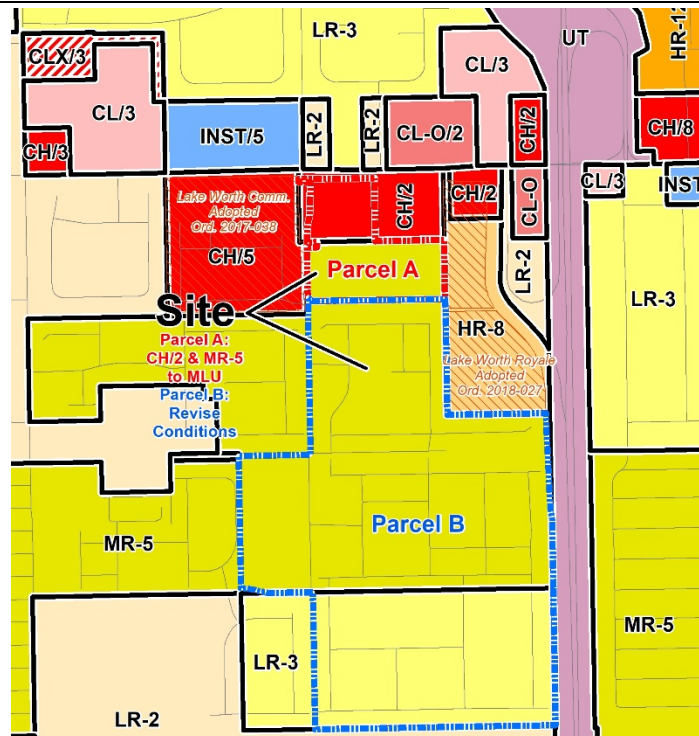 LR-3
UT
HR-12
CLX/3
CL/3
CL/3
INST/5
LR-2
LR-2
CL-O/2
CH/2
CH/8
CH/3
CL/3
INST
Lake Worth Comm.
Adopted
Ord. 2017-038
CH/5
CH/2
CH/2
CL-O
LR-2
Parcel A
LR-3
Site
HR-8
Parcel A:
CH/2 & MR-5
to MLU
Parcel B:
Revise
Conditions
Lake Worth Royale
Adopted
Ord. 2018-027
Parcel B
MR-5
MR-5
LR-3
LR-2